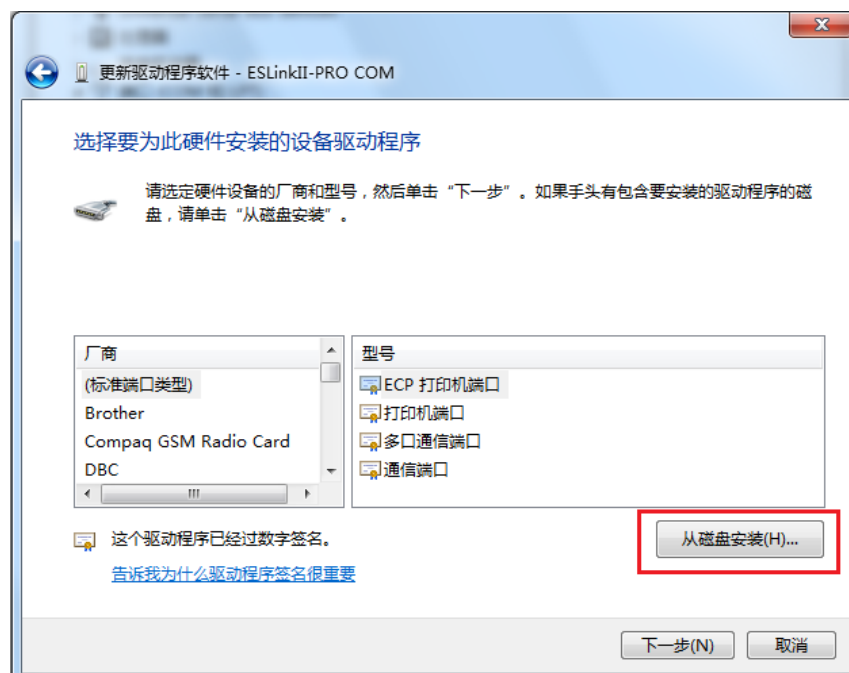 更新驱动程序软件 - ESLinkII-PRO COM
选择要为此硬件安装的设备驱动程序
请选定硬件设备的厂商和型号，然后单击“下一步”。如果手头有包含要安装的驱动程序的磁
盘，请单击“从磁盘安装”。
厂商
(标准端口类型)
Brother
Compaq GSM Radio Card
DBC
型号
ECP 打印机端口
打印机端口
多口通信端口
通信端口
这个驱动程序已经过数字签名。
告诉我为什么驱动程序签名很重要
从磁盘安装(H)...
下一步(N)
取消